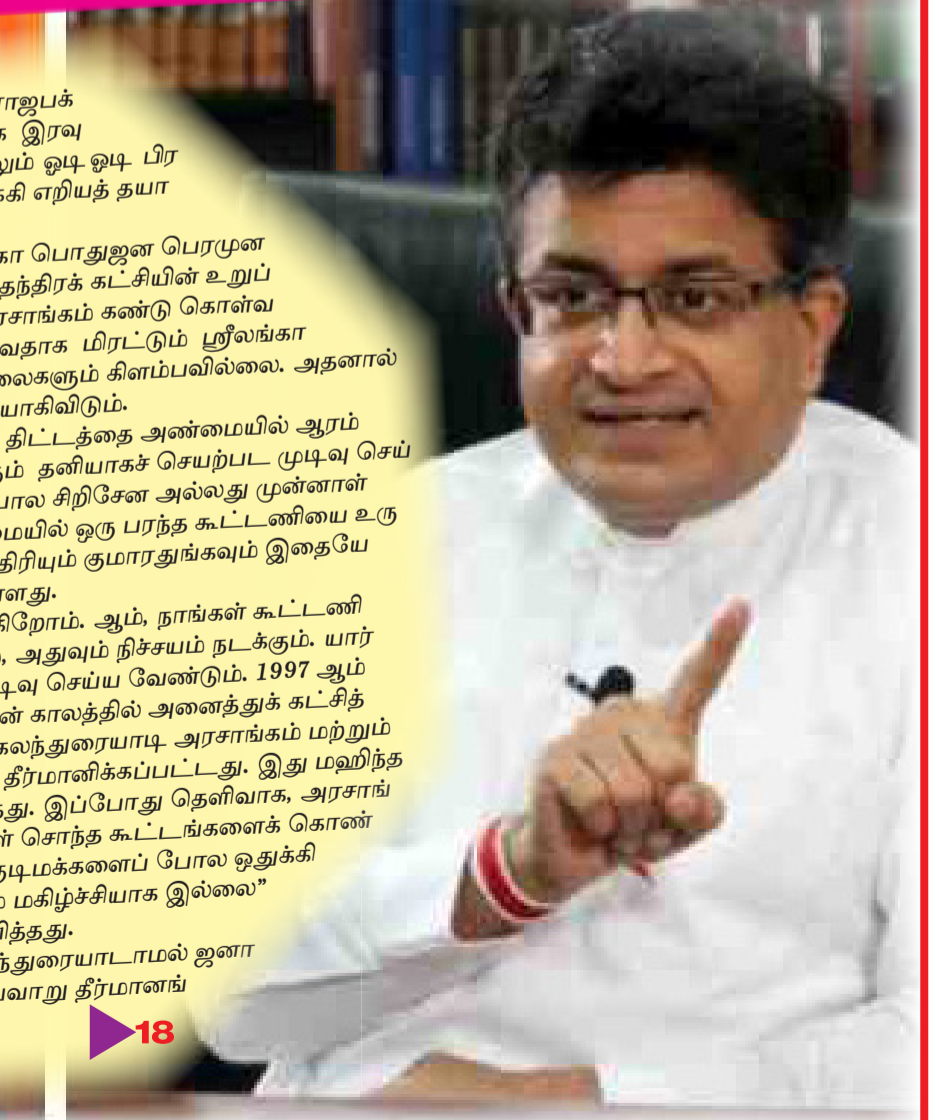 ராஜபக்
க இரவு
லும் ஓடி ஓடி பிர
க்கி எறியத் தயா
கா பொதுஜன பெரமுன
தந்திரக் கட்சியின் உறுப்
ரசாங்கம் கண்டு கொள்வ
வதாக மிரட்டும் ஸ்ரீலங்கா
லைகளும் கிளம்பவில்லை. அதனால்
யாகிவிடும்.
திட்டத்தை அண்மையில் ஆரம்
தனியாகச் செயற்பட முடிவு செய்
பால சிறிசேன அல்லது முன்னாள்
மையில் ஒரு பரந்த கூட்டணியை உரு
திரியும் குமாரதுங்கவும் இதையே
ளது.
கிறோம். ஆம், நாங்கள் கூட்டணி
அதுவும் நிச்சயம் நடக்கும். யார்
டிவு செய்ய வேண்டும். 1997 ஆம்
ன் காலத்தில் அனைத்துக் கட்சித்
கலந்துரையாடி அரசாங்கம் மற்றும்
தீர்மானிக்கப்பட்டது. இது மஹிந்த
தது. இப்போது தெளிவாக, அரசாங்
ள் சொந்த கூட்டங்களைக் கொண்
குடிமக்களைப் போல ஒதுக்கி
மகிழ்ச்சியாக இல்லை”
பித்தது.
ந்துரையாடாமல் ஜனா
வாறு தீர்மானங்
18